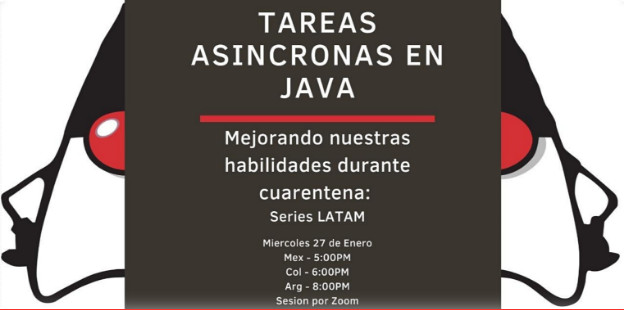 TAREAS
ASINCRONAS EN
JAVA
Mejorando nuestras
habilidades durante
cuarentena:
Series LATAM
Miercoles 27 de Enero
Mex - 5:00PM
Col - 6:00PM
Arg - 8:00PM
Sesion por Zoom